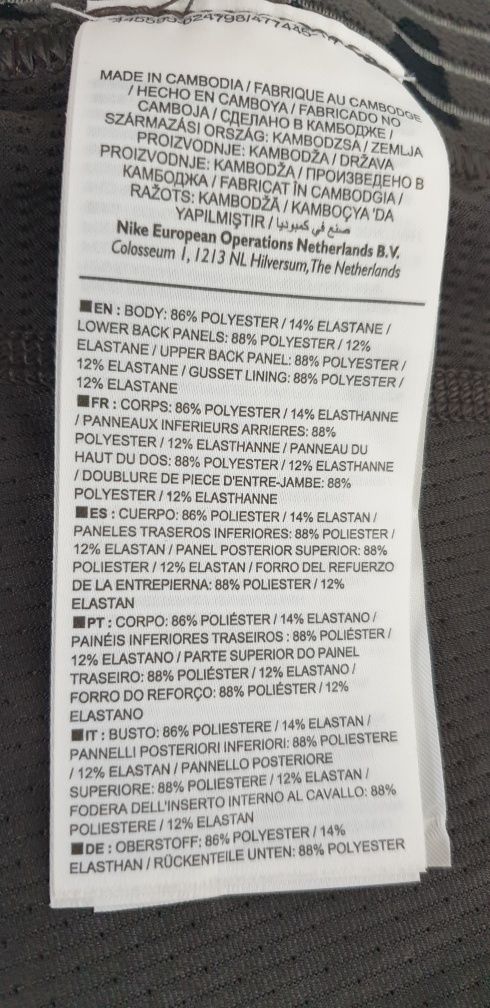 MADE IN CAMBODIA / FABRIQUE AU CAMBODGE
/ HECHO EN CAMBOYA / FABRICADO NO
CAMBOJA / СДЕЛАНО В КАМБОДЖЕ /
SZÁRMAZÁSI ORSZÁG: KAMBODZSA / ZEMLJA
PROIZVODNJE: KAMBODŽA / DRŽAVA
PROIZVODNJE: KAMBODŽA / ПРОИЗВЕДЕНО В
КАМБОДЖА / FABRICAT ÎN CAMBODGIA /
RAŽOTS: KAMBODŽĀ / KAMBOÇYA 'DA
YAPILMIŞTIR / صنع في كمبوديا
Nike European Operations Netherlands B.V.
Colosseum 1, 1213 NL Hilversum, The Netherlands
EN : BODY: 86% POLYESTER / 14% ELASTANE /
LOWER BACK PANELS: 88% POLYESTER / 12%
ELASTANE / UPPER BACK PANEL: 88% POLYESTER /
12% ELASTANE / GUSSET LINING: 88% POLYESTER /
12% ELASTANE
FR : CORPS: 86% POLYESTER / 14% ELASTHANNE
/ PANNEAUX INFERIEURS ARRIERES: 88%
POLYESTER / 12% ELASTHANNE / PANNEAU DU
HAUT DU DOS: 88% POLYESTER / 12% ELASTHANNE
/ DOUBLURE DE PIECE D'ENTRE-JAMBE: 88%
POLYESTER / 12% ELASTHANNE
ES : CUERPO: 86% POLIESTER / 14% ELASTAN /
PANELES TRASEROS INFERIORES: 88% POLIESTER /
12% ELASTAN / PANEL POSTERIOR SUPERIOR: 88%
POLIESTER / 12% ELASTAN / FORRO DEL REFUERZO
DE LA ENTREPIERNA: 88% POLIESTER / 12%
ELASTAN
PT : CORPO: 86% POLIÉSTER / 14% ELASTANO /
PAINÉIS INFERIORES TRASEIROS : 88% POLIÉSTER /
12% ELASTANO / PARTE SUPERIOR DO PAINEL
TRASEIRO: 88% POLIÉSTER / 12% ELASTANO /
FORRO DO REFORÇO: 88% POLIÉSTER / 12%
ELASTANO
IT : BUSTO: 86% POLIESTERE / 14% ELASTAN /
PANNELLI POSTERIORI INFERIORI: 88% POLIESTERE
/ 12% ELASTAN / PANNELLO POSTERIORE
SUPERIORE: 88% POLIESTERE / 12% ELASTAN /
FODERA DELL'INSERTO INTERNO AL CAVALLO: 88%
POLIESTERE / 12% ELASTAN
DE : OBERSTOFF: 86% POLYESTER / 14%
ELASTHAN / RÜCKENTEILE UNTEN: 88% POLYESTER